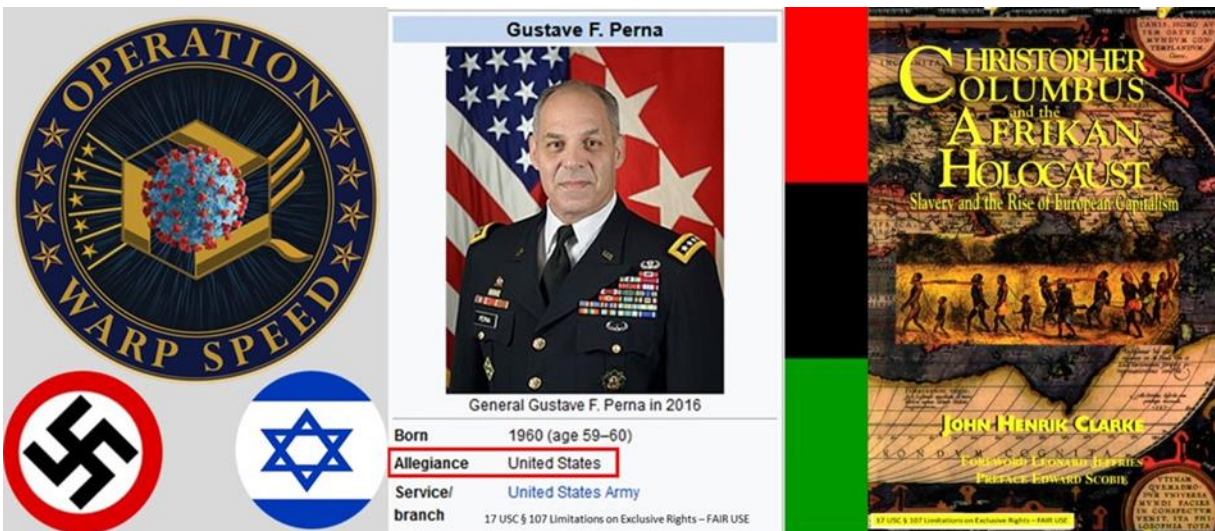 OPERATION
WARP SPEED
Gustave F. Perna
General Gustave F. Perna in 2016
Born 1960 (age 59–60)
Allegiance United States
Service/ United States Army
branch
17 USC § 107 Limitations on Exclusive Rights – FAIR USE
PERNA
CHRISTOPHER
COLUMBUS
and the
AFRIKAN
HOLOCAUST
Slavery and the Rise of European Capitalism
JOHN HENRIK CLARKE
FOREWORD LEONARD JEFFRIES
PREFACE EDWARD SCOBIE
17 USC § 107 Limitations on Exclusive Rights – FAIR USE